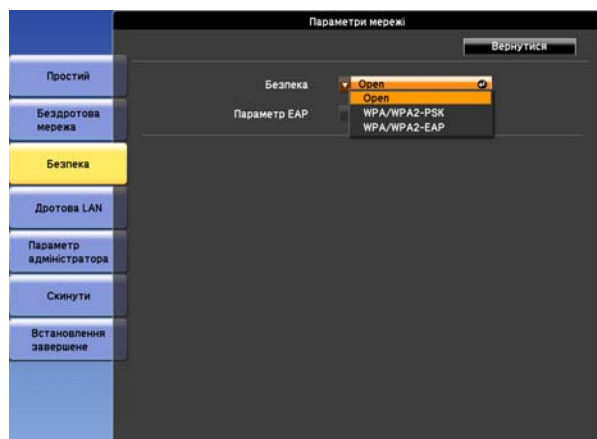 Параметри мережі
Вернутися
Простий
Бездротова
мережа
Безпека
Дротова LAN
Параметр
адміністратора
Скинути
Встановлення
завершене
Безпека
Open
Open
WPA/WPA2-PSK
WPA/WPA2-EAP
Параметр EAP